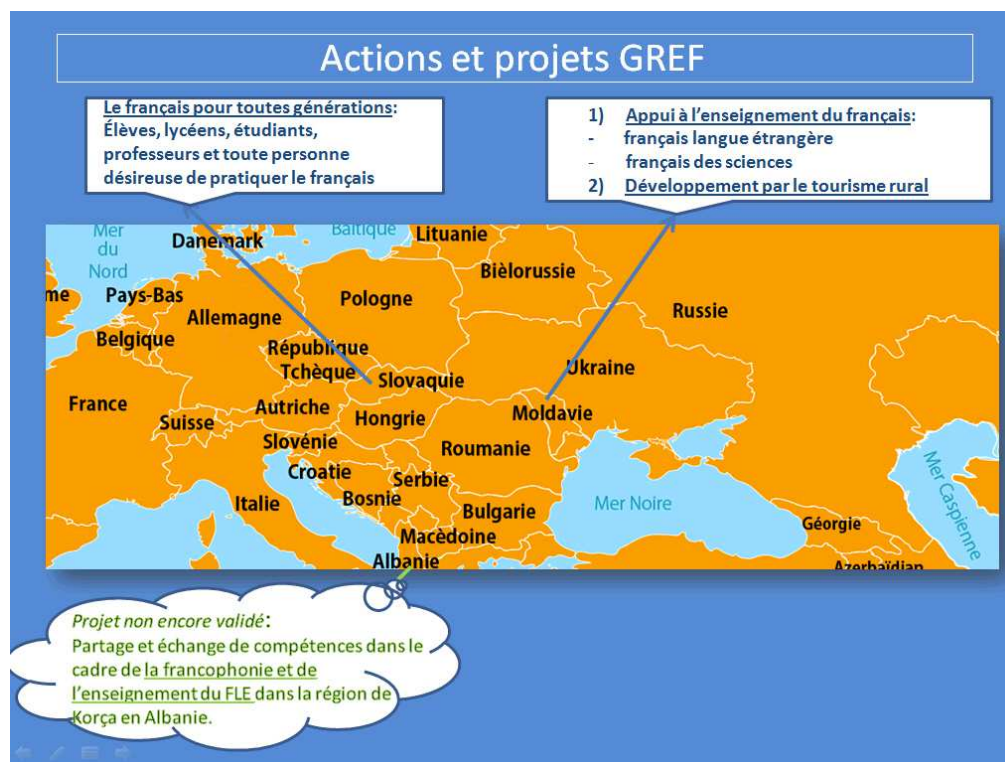 Actions et projets GREF
Le français pour toutes générations:
Élèves, lycéens, étudiants,
professeurs et toute personne
désireuse de pratiquer le français
1) Appui à l'enseignement du français:
- français langue étrangère
- français des sciences
2) Développement par le tourisme rural
Mer
du
Nord
Danemark
Baltique
Lituanie
Bièlorussie
me
Pays-Bas
Allemagne
Pologne
Russie
Belgique
République
Tchèque
Slovaquie
Ukraine
France
Suisse
Autriche
Hongrie
Moldavie
Slovénie
Roumanie
Croatie
Serbie
Italie
Bosnie
Bulgarie
Mer Noire
Mer Caspienne
Géorgie
Macèdoine
Albanie
Azerbaïdjan
Projet non encore validé:
Partage et échange de compétences dans le
cadre de la francophonie et de
l'enseignement du FLE dans la région de
Korça en Albanie.